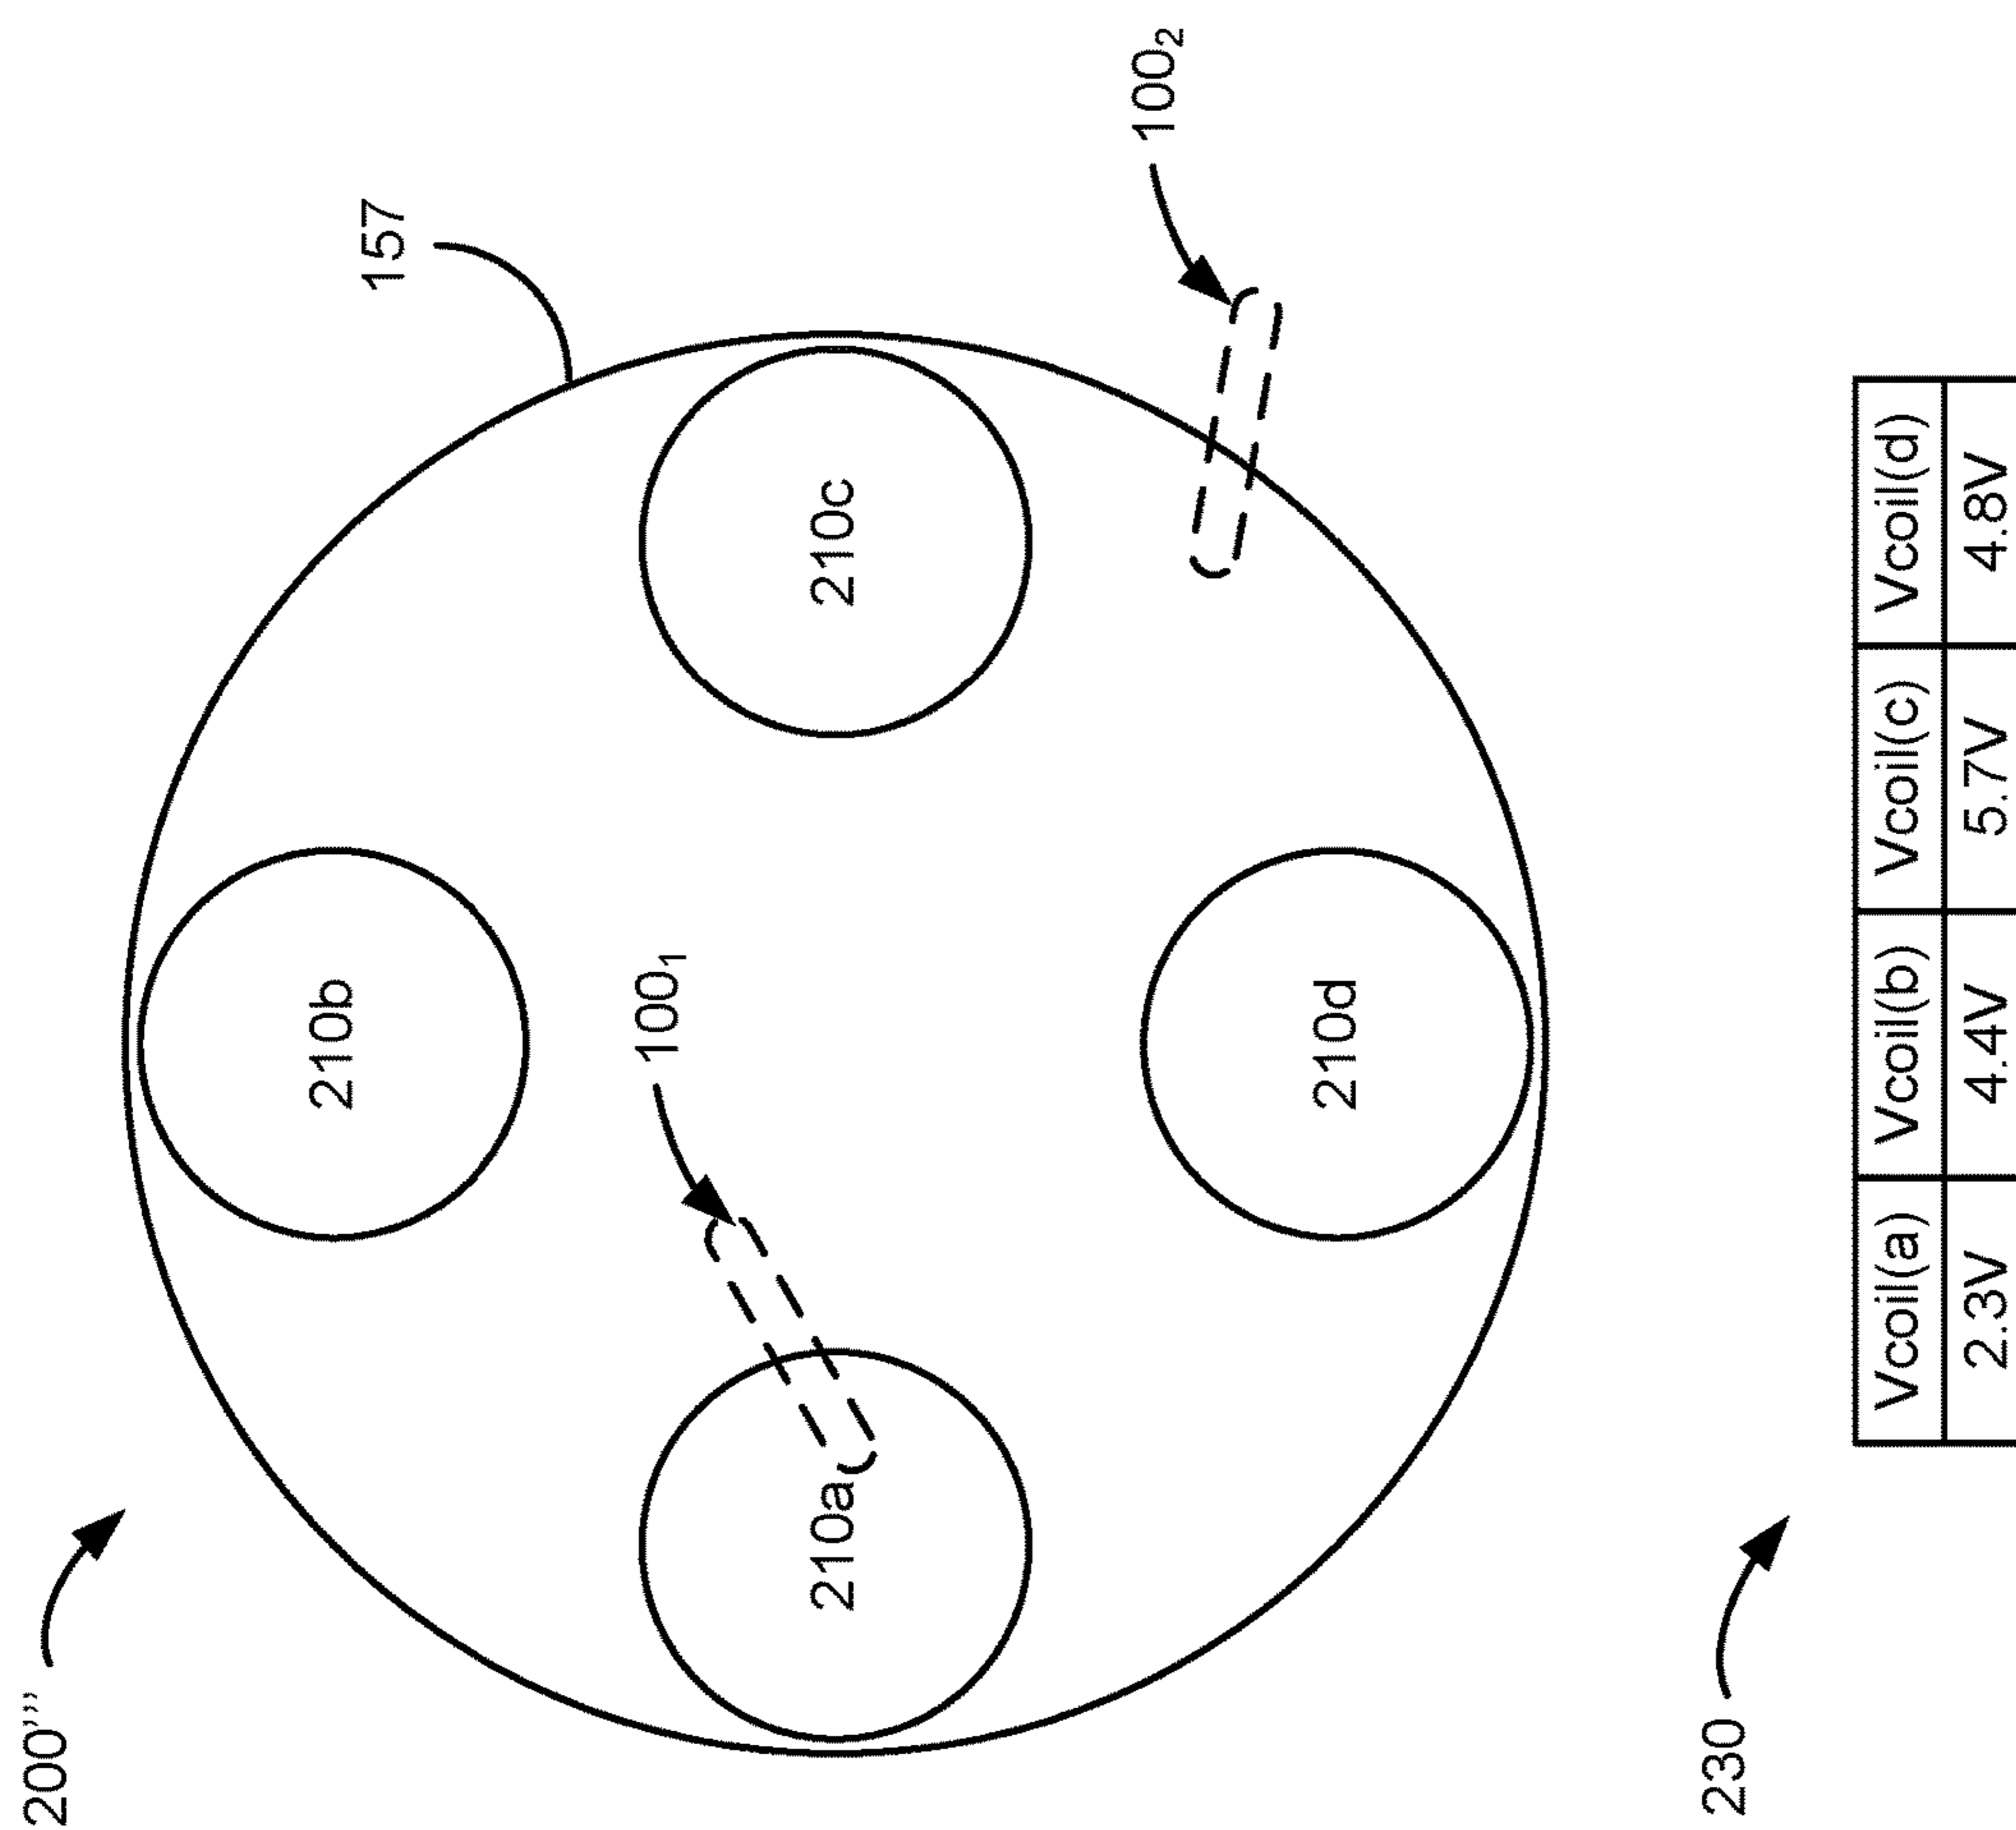 200'''
157
100₂
210b
100₁
210a
210c
210d
230
Vcoil(a) Vcoil(b) Vcoil(c) Vcoil(d)
2.3V 4.4V 5.7V 4.8V